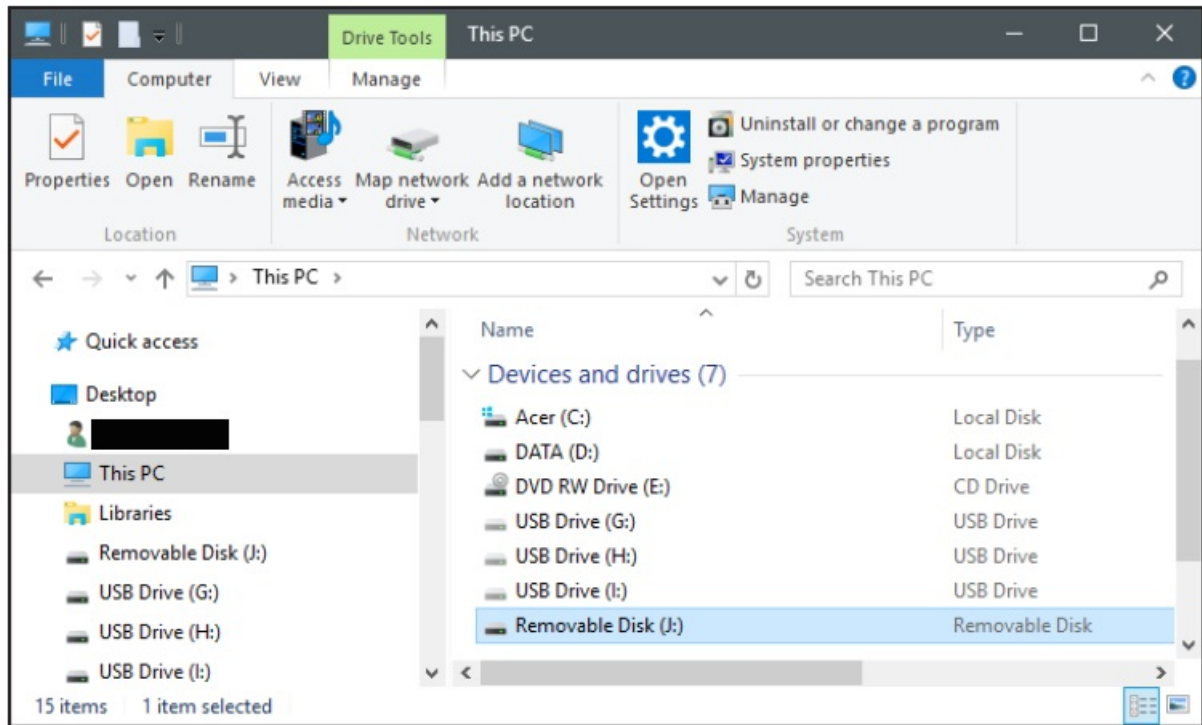 Drive Tools This PC
File Computer View Manage
Properties Open Rename Access media Map network drive Add a network location Open Settings Uninstall or change a program
System properties
Manage
Location Network System
This PC Search This PC
Quick access
Desktop
This PC
Libraries
Removable Disk (J:)
USB Drive (G:)
USB Drive (H:)
USB Drive (I:)
Name Type
Devices and drives (7)
Acer (C:) Local Disk
DATA (D:) Local Disk
DVD RW Drive (E:) CD Drive
USB Drive (G:) USB Drive
USB Drive (H:) USB Drive
USB Drive (I:) USB Drive
Removable Disk (J:) Removable Disk
15 items 1 item selected